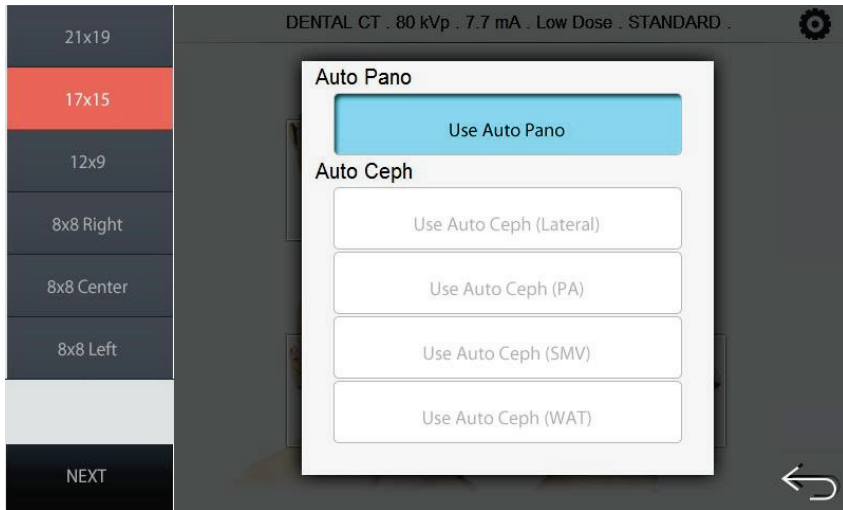 DENTAL CT . 80 kVp . 7.7 mA . Low Dose . STANDARD .
21x19
17x15
12x9
8x8 Right
8x8 Center
8x8 Left
NEXT
Auto Pano
Use Auto Pano
Auto Ceph
Use Auto Ceph (Lateral)
Use Auto Ceph (PA)
Use Auto Ceph (SMV)
Use Auto Ceph (WAT)